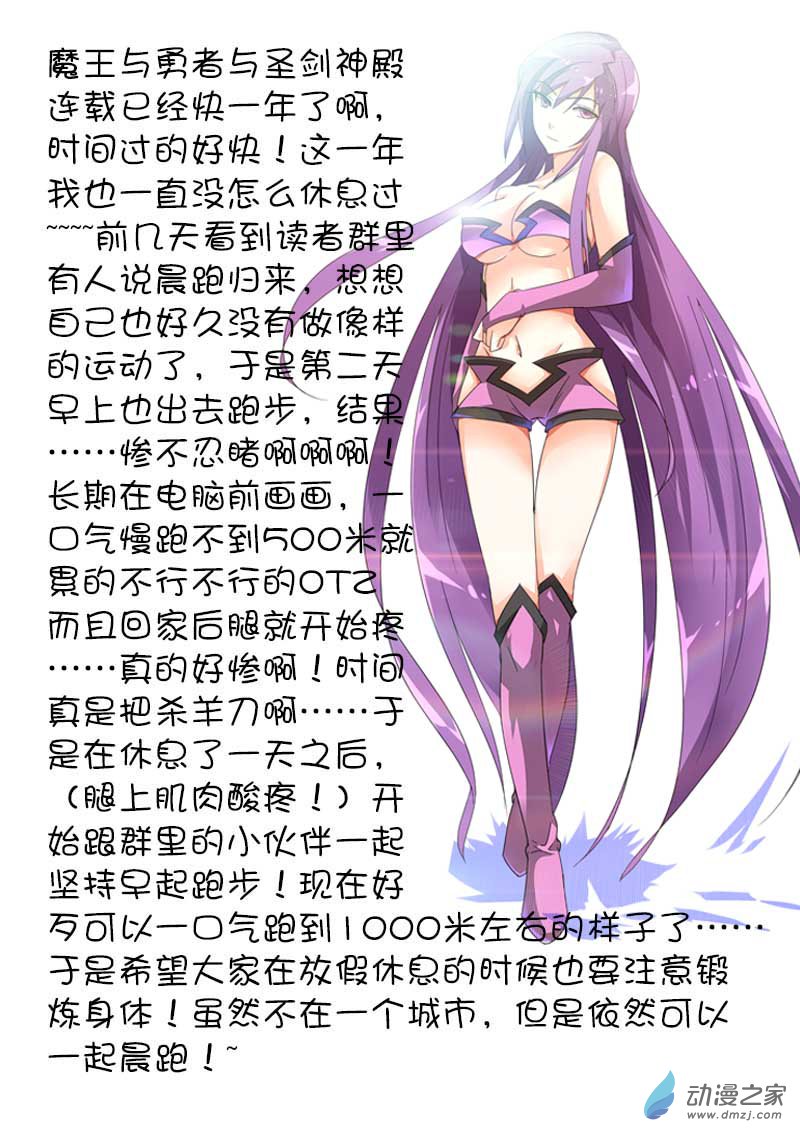 魔王与勇者与圣剑神殿
连载已经快一年了啊，
时间过的好快！这一年
我也一直没怎么休息过
~~~~前几天看到读者群里
有人说晨跑归来，想想
自己也好久没有做像样
的运动了，于是第二天
早上也出去跑步，结果
……惨不忍睹啊啊啊！
长期在电脑前画画，一
口气慢跑不到500米就
累的不行不行的OTZ
而且回家后腿就开始疼
……真的好惨啊！时间
真是把杀羊刀啊……于
是在休息了一天之后，
（腿上肌肉酸疼！）开
始跟群里的小伙伴一起
坚持早起跑步！现在好
歹可以一口气跑到1000米左右的样子了……
于是希望大家在放假休息的时候也要注意锻
炼身体！虽然不在一个城市，但是依然可以
一起晨跑！~
动漫之家
www.dmzj.com